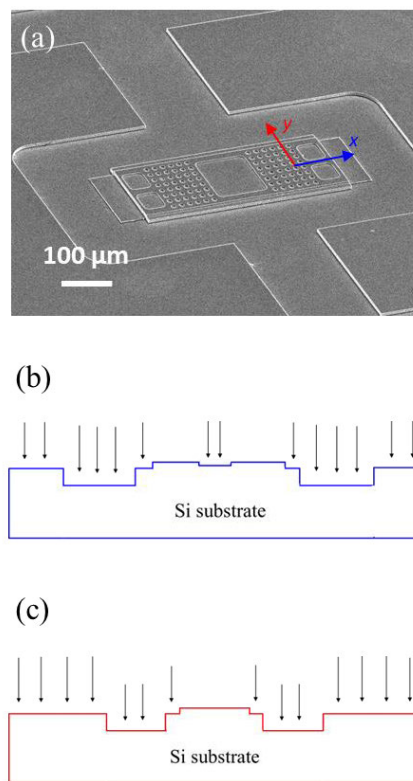 (a)
y
x
100 μm
(b)
Si substrate
(c)
Si substrate